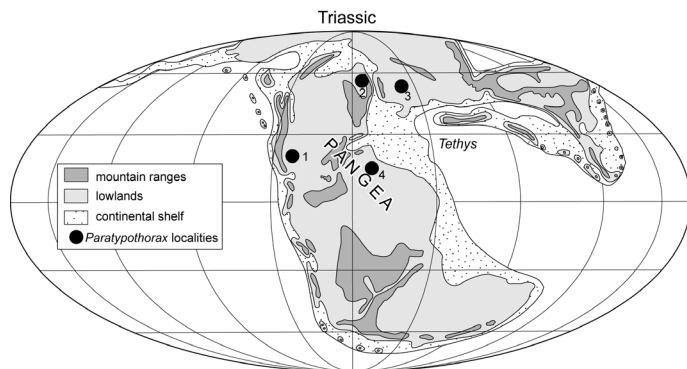 Triassic
2
3
1
4
PANGEA
Tethys
mountain ranges
lowlands
continental shelf
Paratypothorax localities